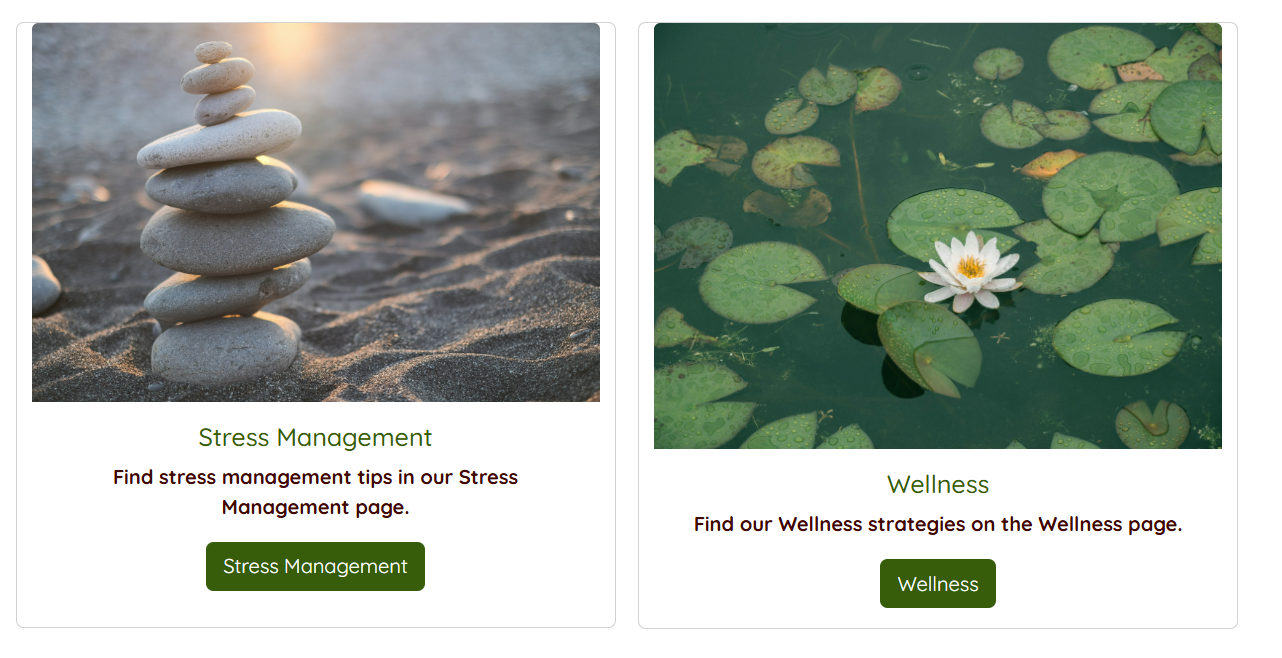 Stress Management
Find stress management tips in our Stress
Management page.
Stress Management
Wellness
Find our Wellness strategies on the Wellness page.
Wellness